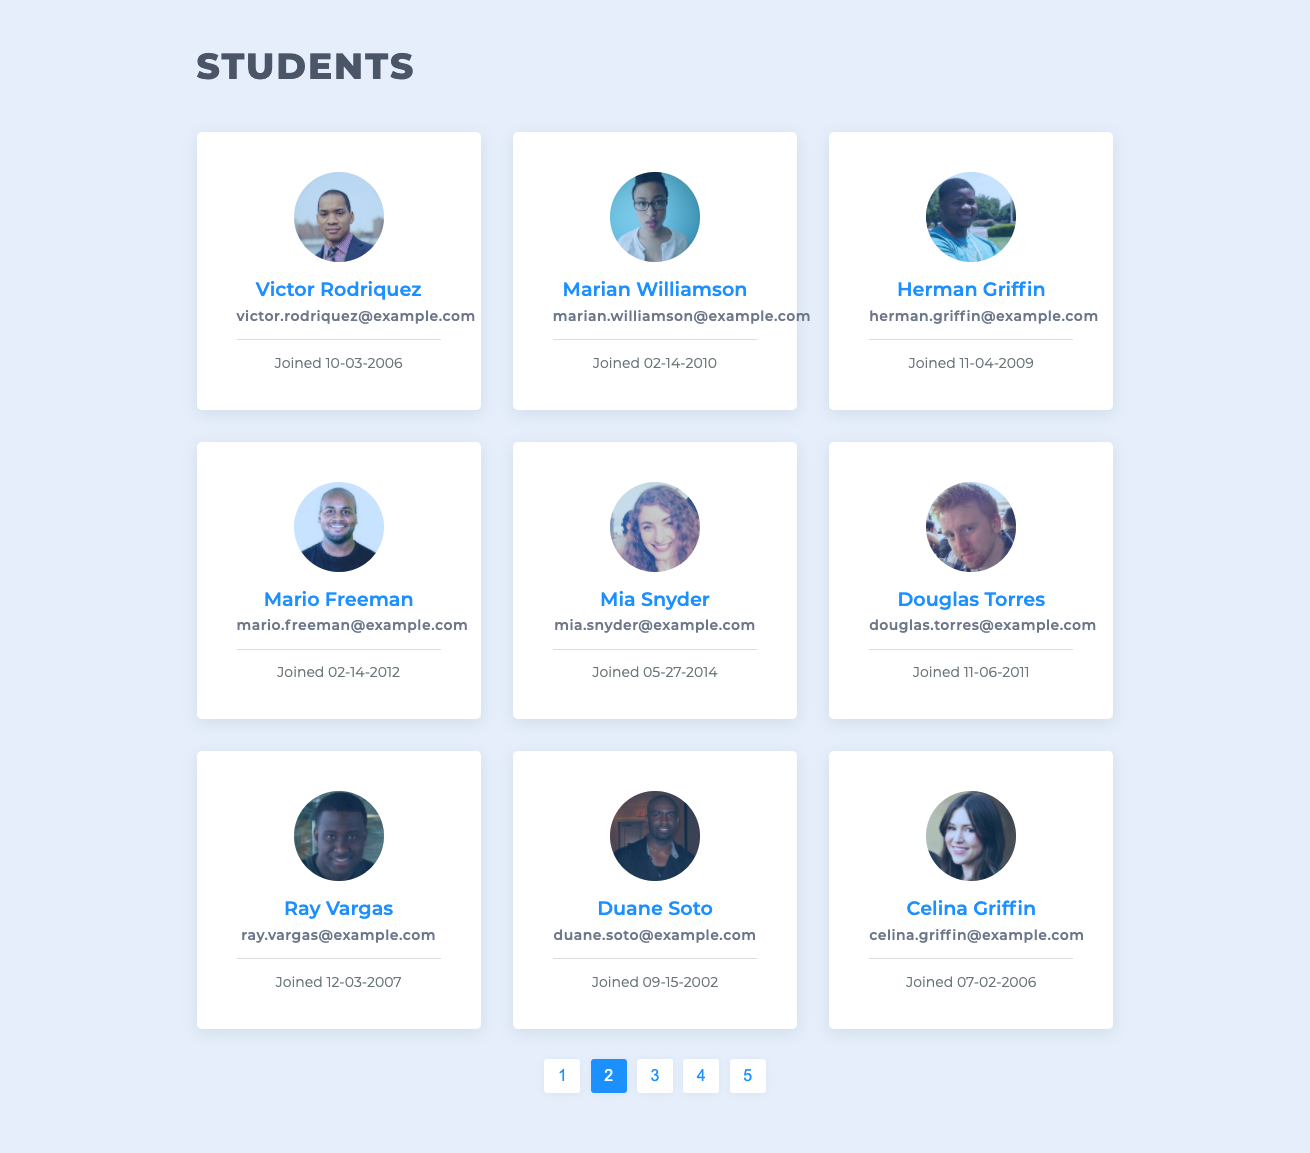 STUDENTS
Victor Rodriquez
victor.rodriquez@example.com
Joined 10-03-2006
Marian Williamson
marian.williamson@example.com
Joined 02-14-2010
Herman Griffin
herman.griffin@example.com
Joined 11-04-2009
Mario Freeman
mario.freeman@example.com
Joined 02-14-2012
Mia Snyder
mia.snyder@example.com
Joined 05-27-2014
Douglas Torres
douglas.torres@example.com
Joined 11-06-2011
Ray Vargas
ray.vargas@example.com
Joined 12-03-2007
Duane Soto
duane.soto@example.com
Joined 09-15-2002
Celina Griffin
celina.griffin@example.com
Joined 07-02-2006
1 2 3 4 5